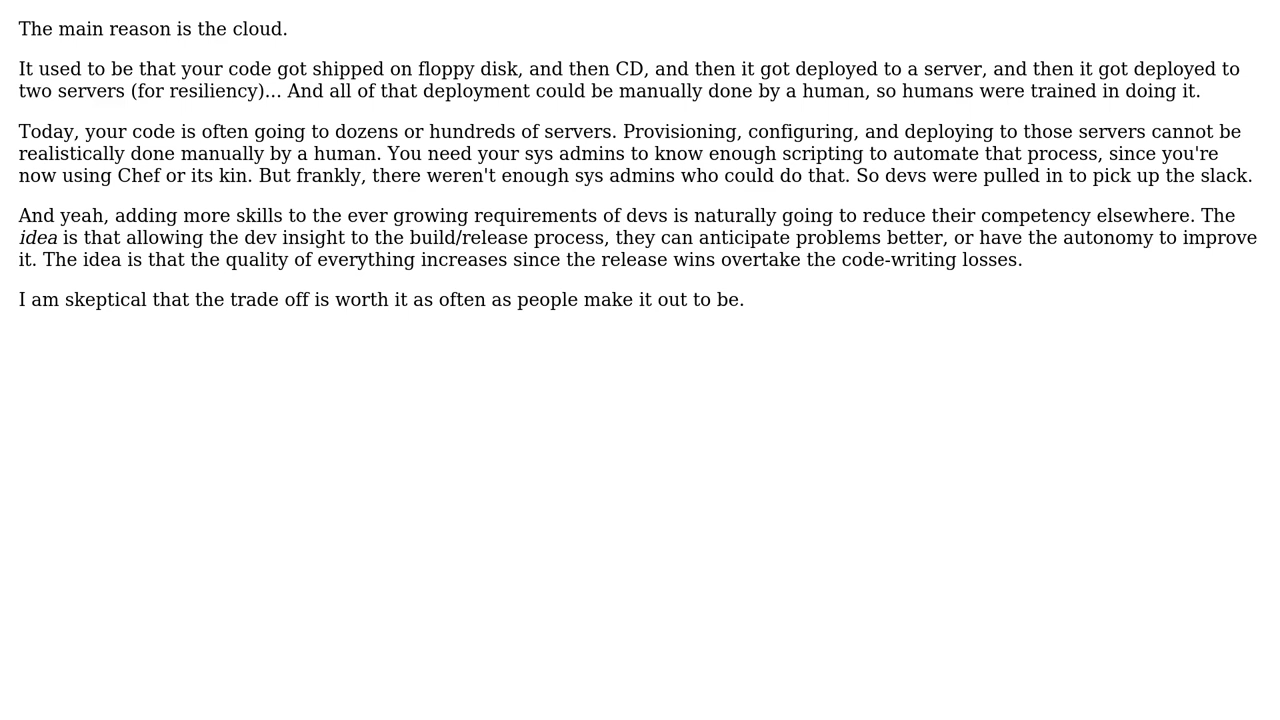 The main reason is the cloud.
It used to be that your code got shipped on floppy disk, and then CD, and then it got deployed to a server, and then it got deployed to
two servers (for resiliency)... And all of that deployment could be manually done by a human, so humans were trained in doing it.
Today, your code is often going to dozens or hundreds of servers. Provisioning, configuring, and deploying to those servers cannot be
realistically done manually by a human. You need your sys admins to know enough scripting to automate that process, since you're
now using Chef or its kin. But frankly, there weren't enough sys admins who could do that. So devs were pulled in to pick up the slack.
And yeah, adding more skills to the ever growing requirements of devs is naturally going to reduce their competency elsewhere. The
idea is that allowing the dev insight to the build/release process, they can anticipate problems better, or have the autonomy to improve
it. The idea is that the quality of everything increases since the release wins overtake the code-writing losses.
I am skeptical that the trade off is worth it as often as people make it out to be.